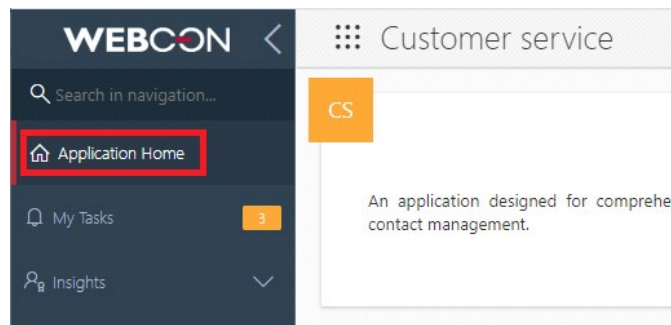 WEBCON
Customer service
Search in navigation...
CS
Application Home
An application designed for
contact management.
My Tasks
3
Insights